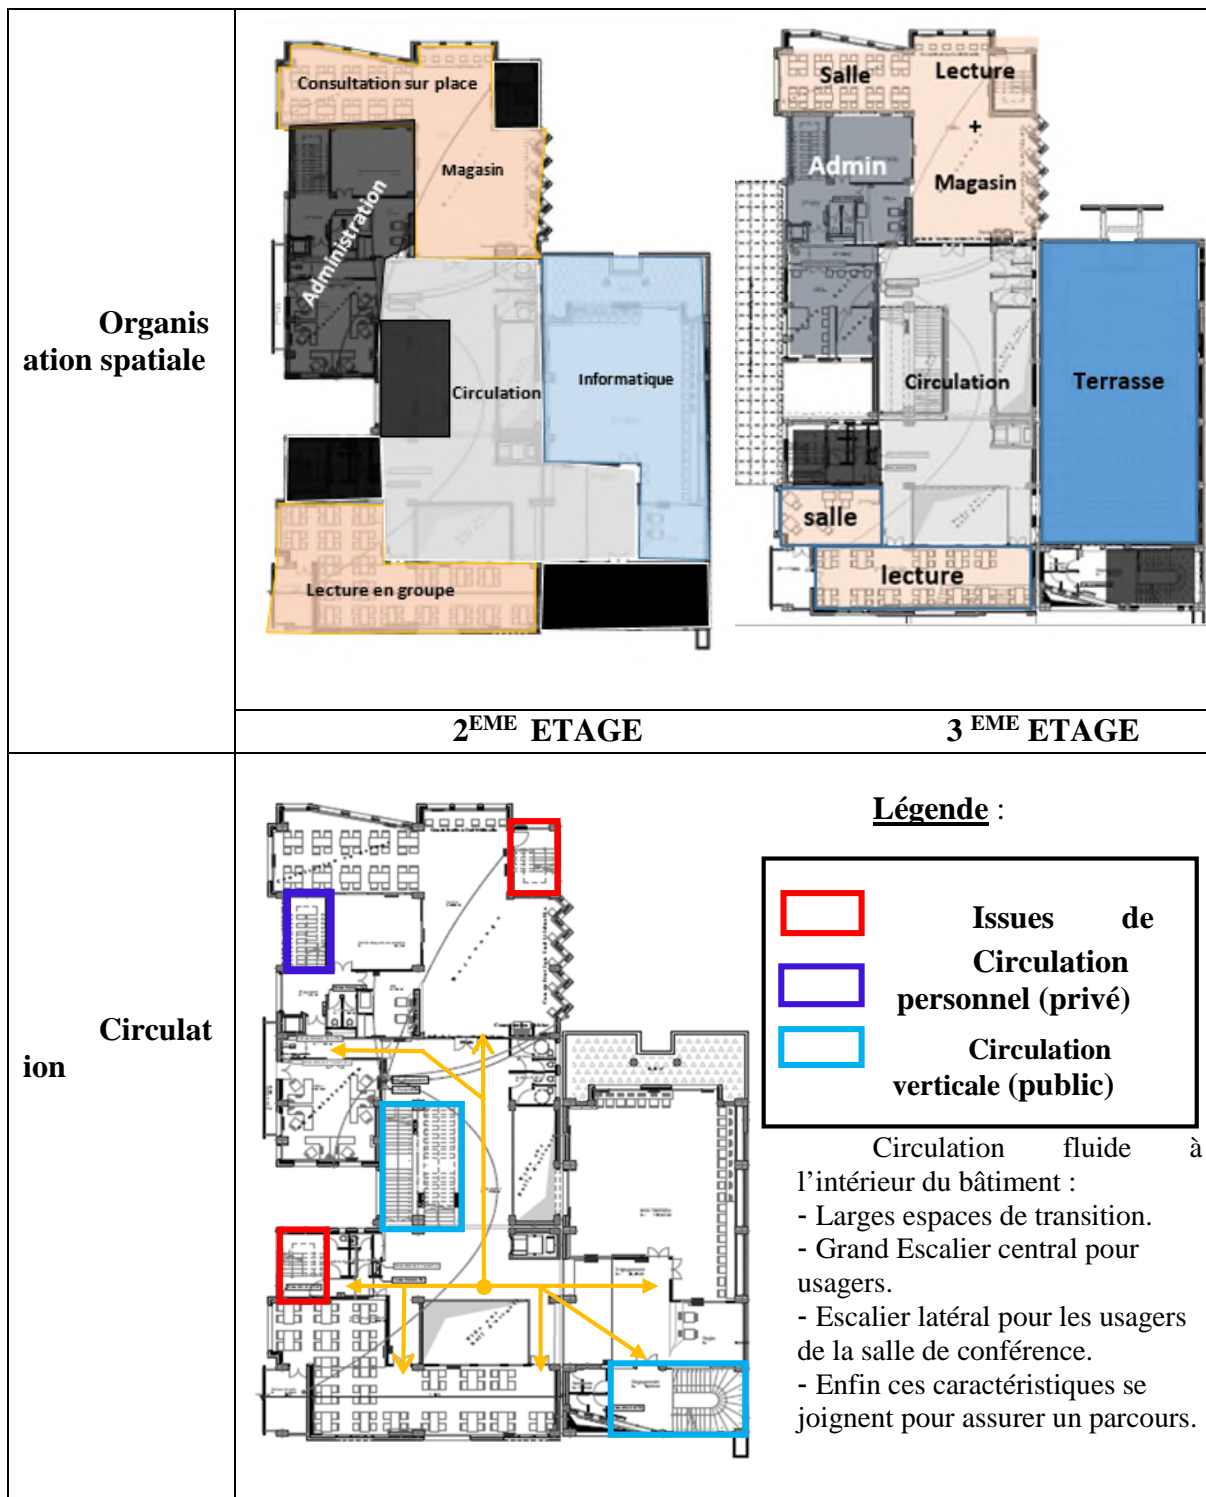 Organis
ation spatiale
Consultation sur place
Magasin
Administration
Circulation
Informatique
Lecture en groupe
Salle
Lecture
+
Admin
Magasin
Circulation
Terrasse
salle
lecture
2EME ETAGE
3 EME ETAGE
Circulat
ion
Légende :
Issues de
Circulation
personnel (privé)
Circulation
verticale (public)
Circulation fluide à
l’intérieur du bâtiment :
- Larges espaces de transition.
- Grand Escalier central pour
usagers.
- Escalier latéral pour les usagers
de la salle de conférence.
- Enfin ces caractéristiques se
joignent pour assurer un parcours.